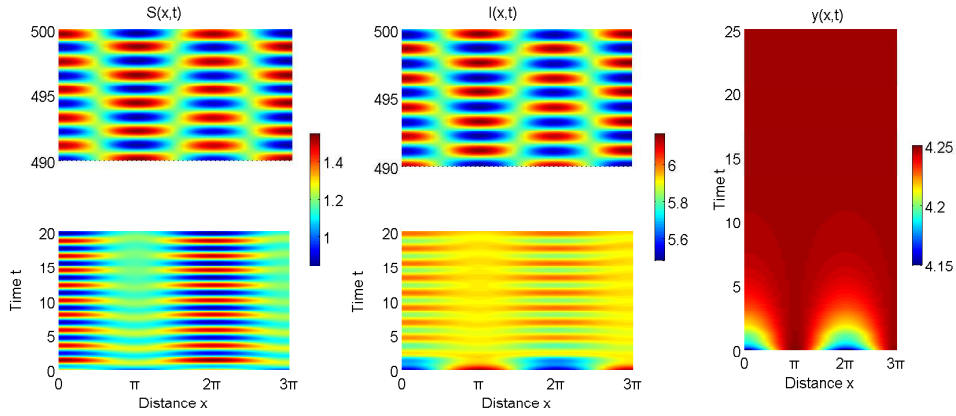 S(x,t)
500
495
490
20
15
10
5
0
0 π 2π 3π
Distance x
Time t
1.4
1.2
1
I(x,t)
500
495
490
20
15
10
5
0
0 π 2π 3π
Distance x
Time t
6
5.8
5.6
y(x,t)
25
20
15
10
5
0
0 π 2π 3π
Distance x
Time t
4.25
4.2
4.15